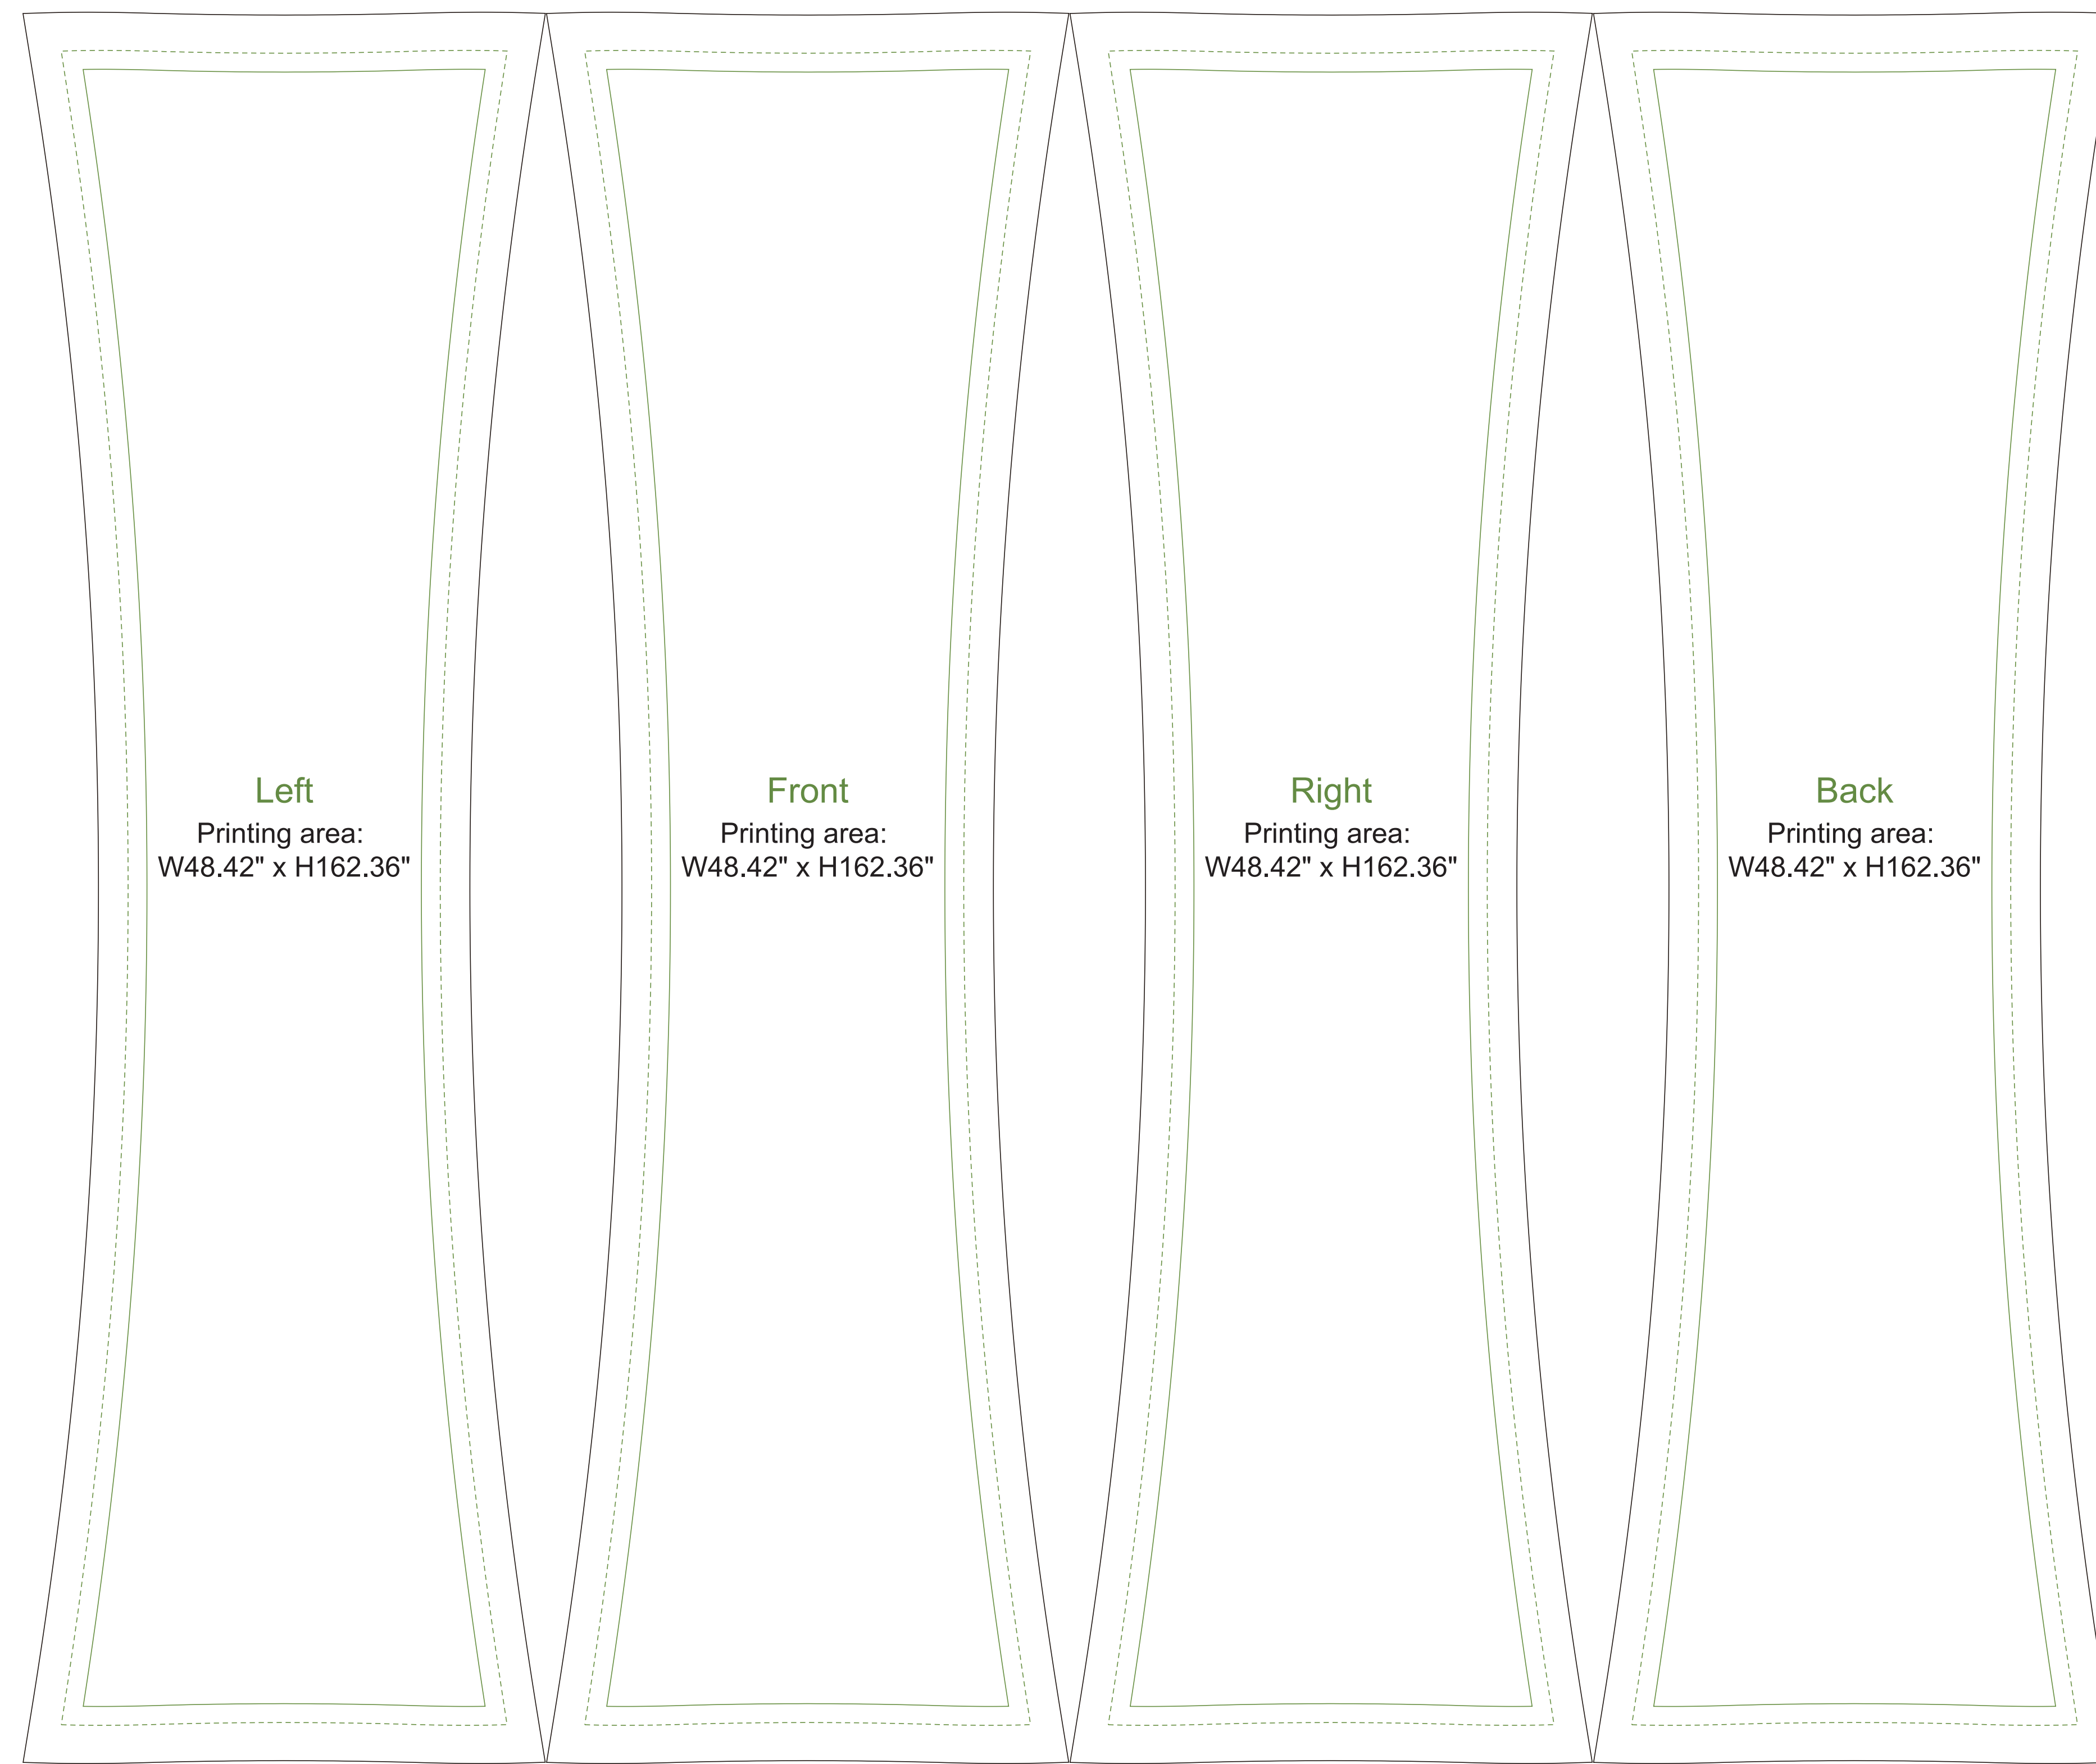 Left
Printing area:
W48.42" x H162.36"
Front
Printing area:
W48.42" x H162.36"
Right
Printing area:
W48.42" x H162.36"
Back
Printing area:
W48.42" x H162.36"